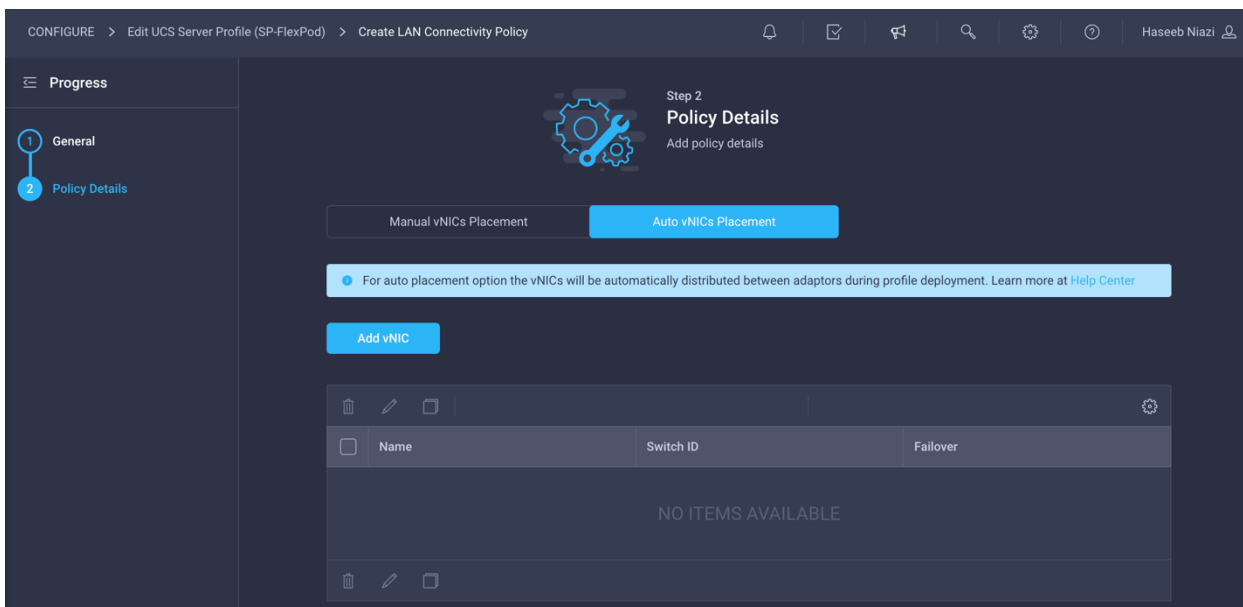 CONFIGURE > Edit UCS Server Profile (SP-FlexPod) > Create LAN Connectivity Policy
Haseeb Niazi
Progress
1 General
2 Policy Details
Step 2
Policy Details
Add policy details
Manual vNICs Placement
Auto vNICs Placement
For auto placement option the vNICs will be automatically distributed between adaptors during profile deployment. Learn more at Help Center
Add vNIC
Name Switch ID Failover
NO ITEMS AVAILABLE